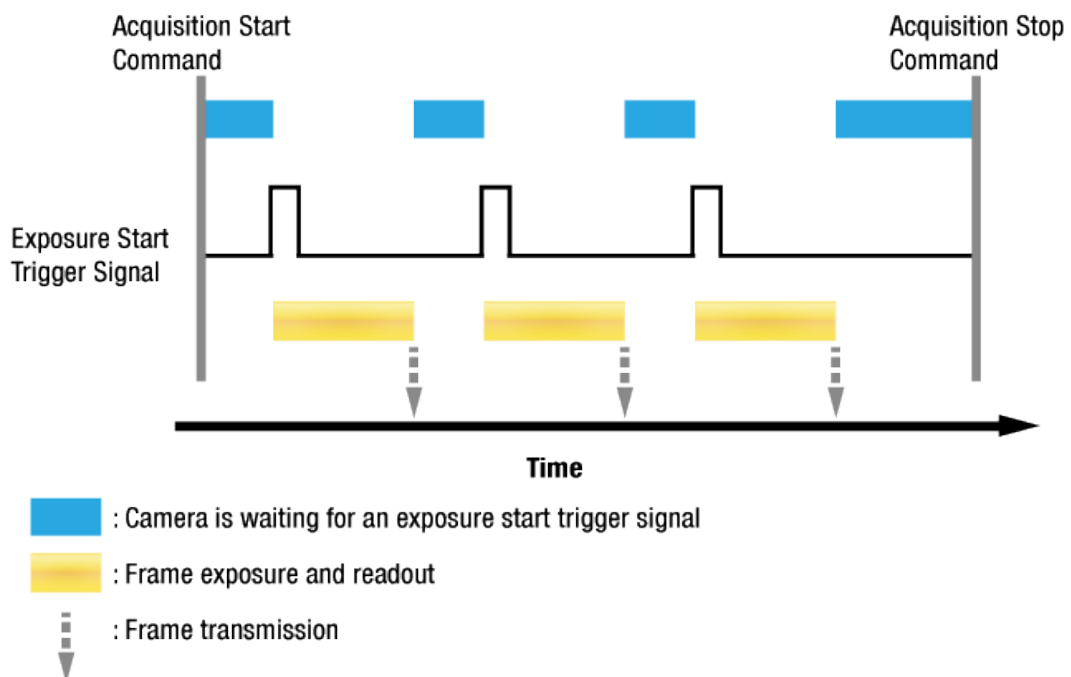 Acquisition Start
Command
Acquisition Stop
Command
Exposure Start
Trigger Signal
Time
: Camera is waiting for an exposure start trigger signal
: Frame exposure and readout
: Frame transmission